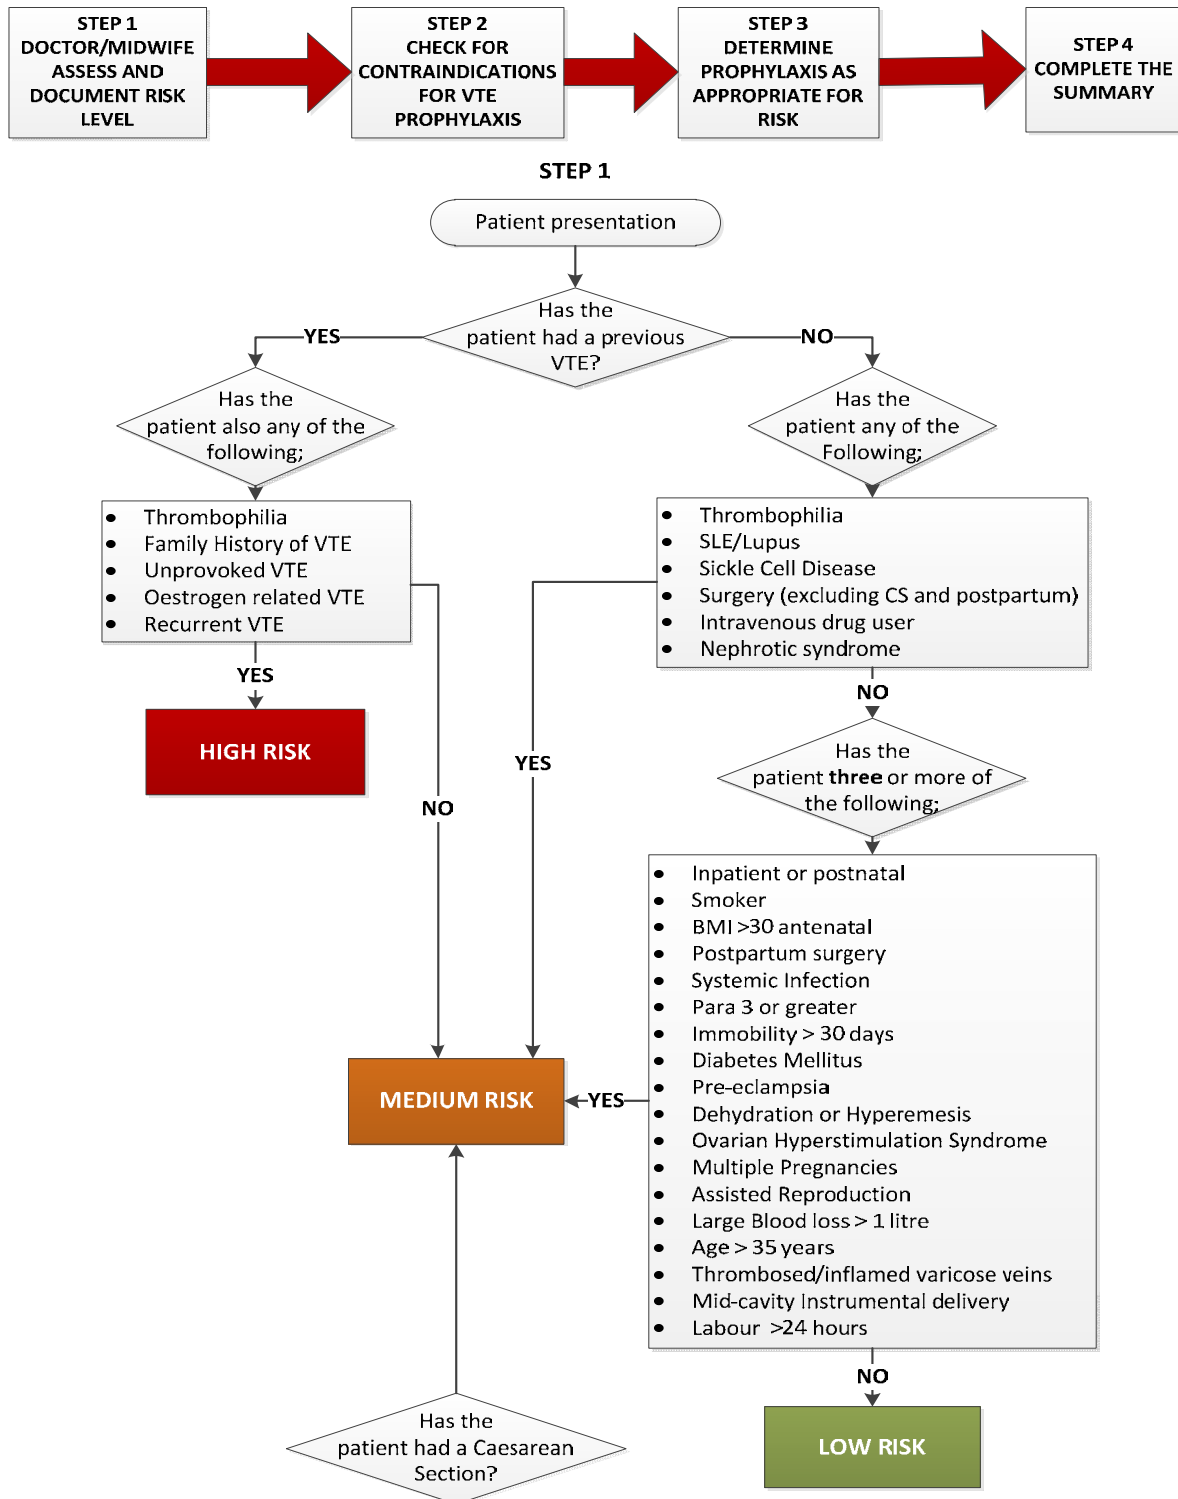 STEP 1
DOCTOR/MIDWIFE
ASSESS AND
DOCUMENT RISK
LEVEL
STEP 2
CHECK FOR
CONTRAINDICATIONS
FOR VTE
PROPHYLAXIS
STEP 3
DETERMINE
PROPHYLAXIS AS
APPROPRIATE FOR
RISK
STEP 4
COMPLETE THE
SUMMARY
STEP 1
Patient presentation
Has the
patient had a previous
VTE?
YES
NO
Has the
patient also any of the
following;
Has the
patient any of the
Following;
• Thrombophilia
• Family History of VTE
• Unprovoked VTE
• Oestrogen related VTE
• Recurrent VTE
• Thrombophilia
• SLE/Lupus
• Sickle Cell Disease
• Surgery (excluding CS and postpartum)
• Intravenous drug user
• Nephrotic syndrome
YES
NO
HIGH RISK
YES
NO
Has the
patient three or more of
the following;
• Inpatient or postnatal
• Smoker
• BMI >30 antenatal
• Postpartum surgery
• Systemic Infection
• Para 3 or greater
• Immobility > 30 days
• Diabetes Mellitus
• Pre-eclampsia
• Dehydration or Hyperemesis
• Ovarian Hyperstimulation Syndrome
• Multiple Pregnancies
• Assisted Reproduction
• Large Blood loss > 1 litre
• Age > 35 years
• Thrombosed/inflamed varicose veins
• Mid-cavity Instrumental delivery
• Labour >24 hours
MEDIUM RISK
YES
NO
Has the
patient had a Caesarean
Section?
LOW RISK